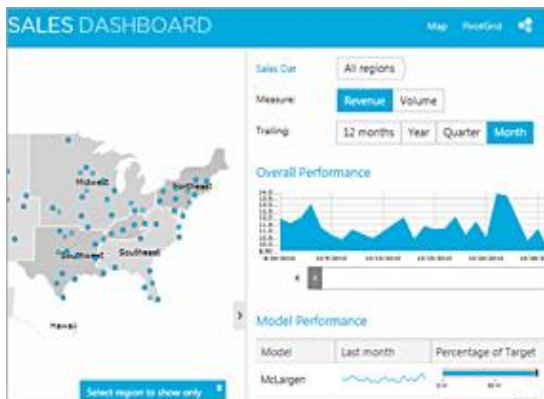 SALES DASHBOARD
Map PivotGrid
Sales Dat All regions
Measure: Revenue Volume
Trailing: 12 months Year Quarter Month
Midwest
Northeast
Southwest
Southeast
Hawaii
Select region to show only
Overall Performance
Model Performance
Model Last month Percentage of Target
McLargen